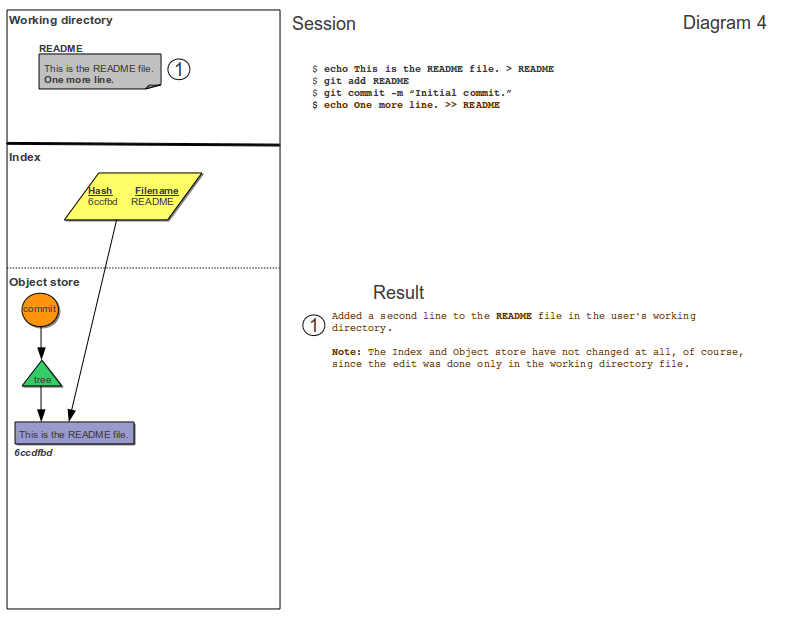 Working directory
README
This is the README file.
One more line.
1
Index
Hash Filename
6ccfbd README
Object store
commit
tree
This is the README file.
6ccdfbd
Session
Diagram 4
$ echo This is the README file. > README
$ git add README
$ git commit -m “Initial commit.”
$ echo One more line. >> README
Result
1
Added a second line to the README file in the user's working
directory.
Note: The Index and Object store have not changed at all, of course,
since the edit was done only in the working directory file.